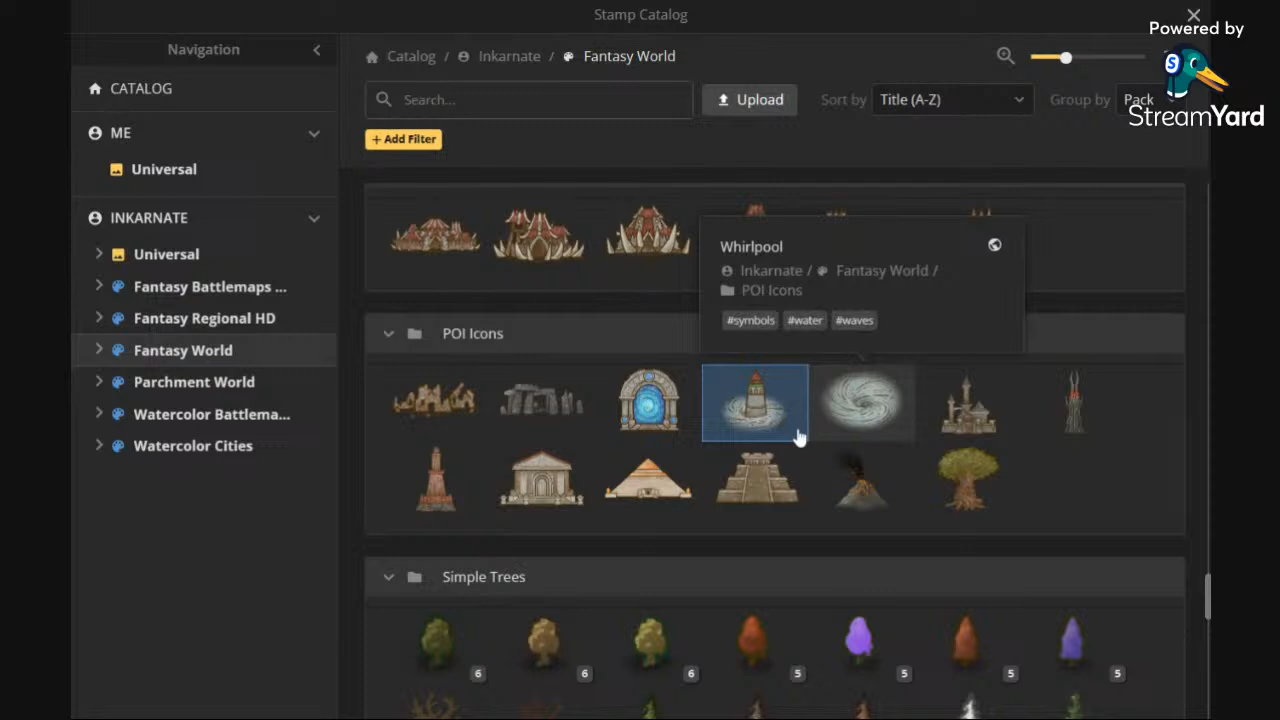 Stamp Catalog
Powered by
StreamYard
Navigation
Catalog / Inkarnate / Fantasy World
Search...
Upload
Sort by Title (A-Z)
Group by Pack
+ Add Filter
CATALOG
ME
Universal
INKARNATE
Universal
Fantasy Battlemaps ...
Fantasy Regional HD
Fantasy World
Parchment World
Watercolor Battlema...
Watercolor Cities
Whirlpool
Inkarnate / Fantasy World /
POI Icons
#symbols #water #waves
POI Icons
Simple Trees
6 6 6 5 5 5 5